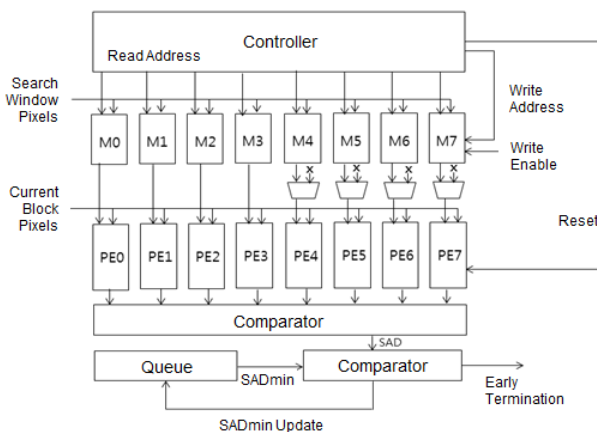 Controller
Read Address
Search
Window
Pixels
Write
Address
M0 M1 M2 M3 M4 M5 M6 M7
Write
Enable
x x x x
Current
Block
Pixels
Reset
PE0 PE1 PE2 PE3 PE4 PE5 PE6 PE7
Comparator
SAD
Queue
SADmin
Comparator
Early
Termination
SADmin Update